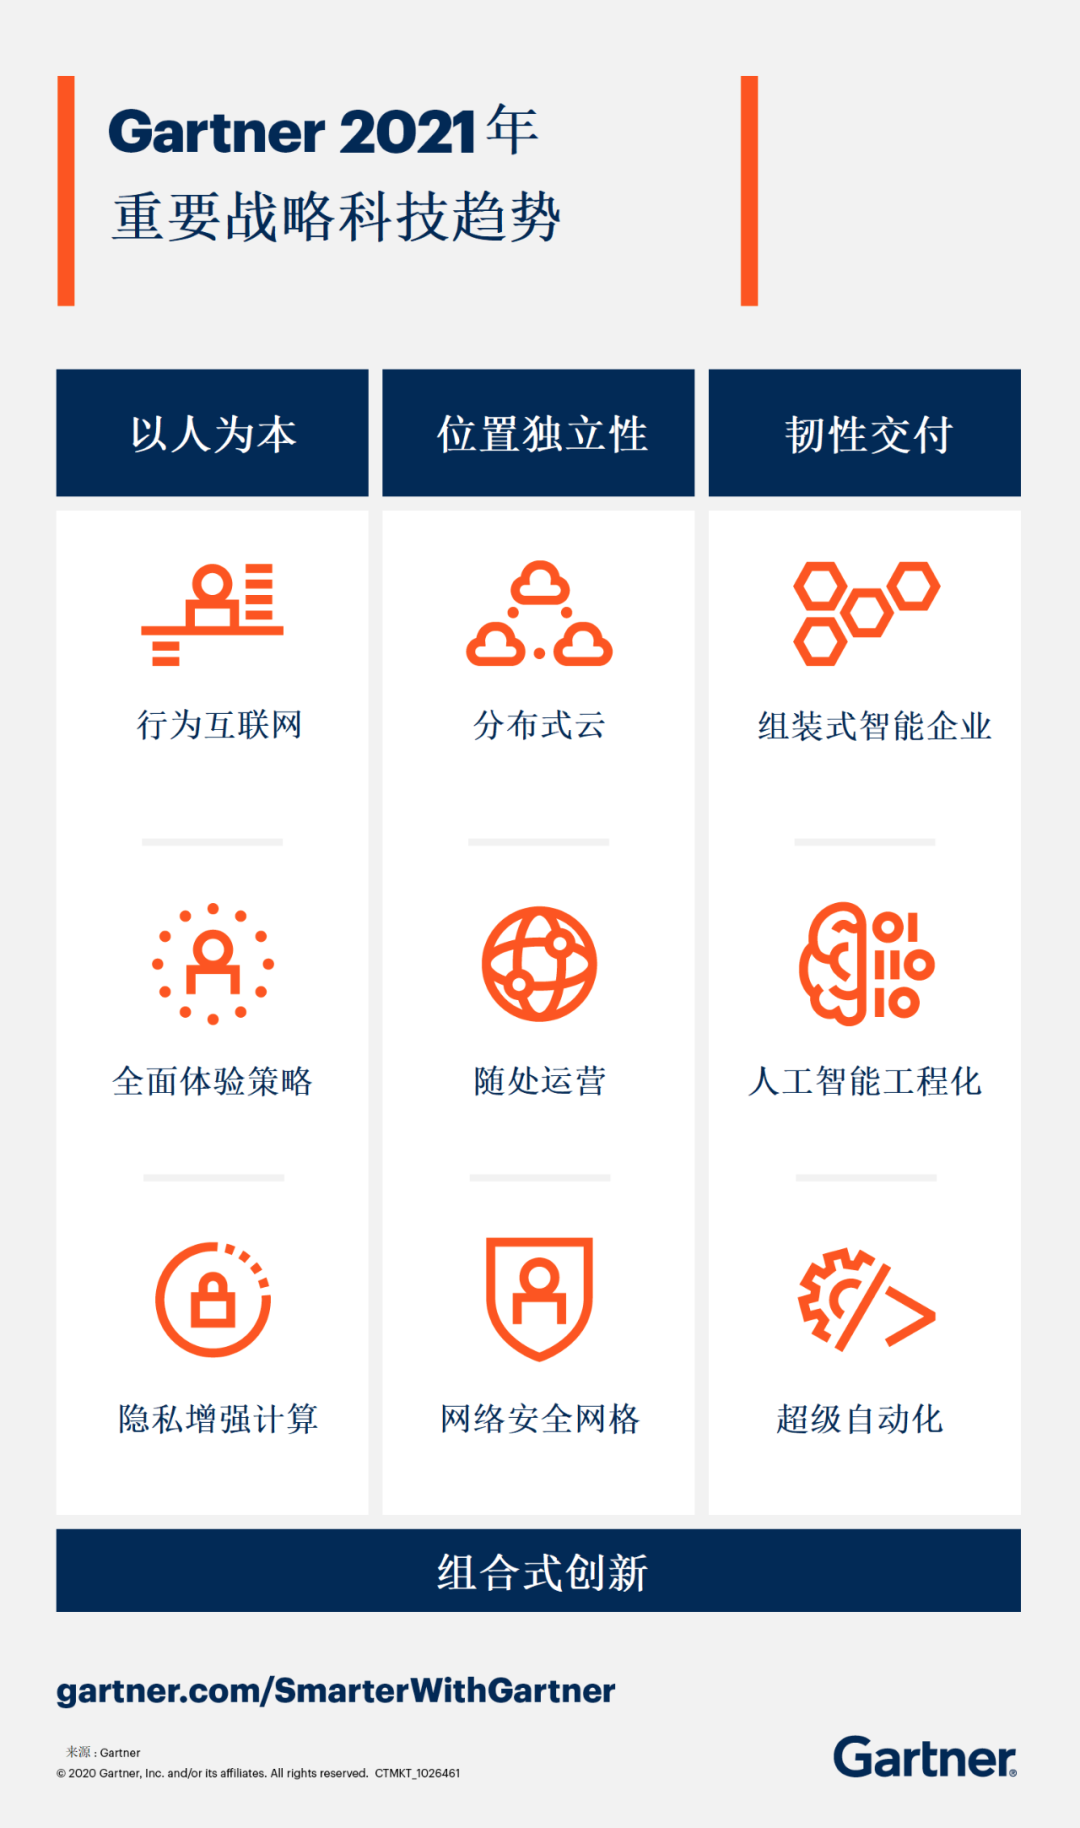 Gartner 2021年
重要战略科技趋势
以人为本
位置独立性
韧性交付
行为互联网
分布式云
组装式智能企业
全面体验策略
随处运营
人工智能工程化
隐私增强计算
网络安全网格
超级自动化
组合式创新
gartner.com/SmarterWithGartner
来源 : Gartner
© 2020 Gartner, Inc. and/or its affiliates. All rights reserved. CTMKT_1026461
Gartner®